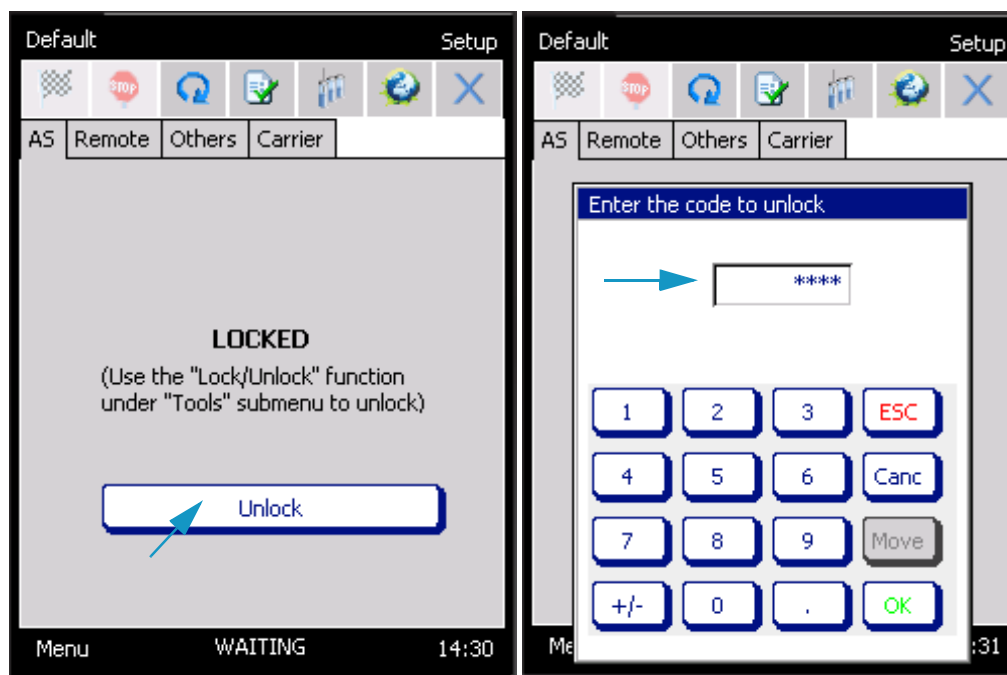 Default Setup
STOP
AS Remote Others Carrier
LOCKED
(Use the "Lock/Unlock" function
under "Tools" submenu to unlock)
Unlock
Menu WAITING 14:30
Default Setup
STOP
AS Remote Others Carrier
Enter the code to unlock
****
1 2 3 ESC
4 5 6 Canc
7 8 9 Move
+/- 0 . OK
Me :31